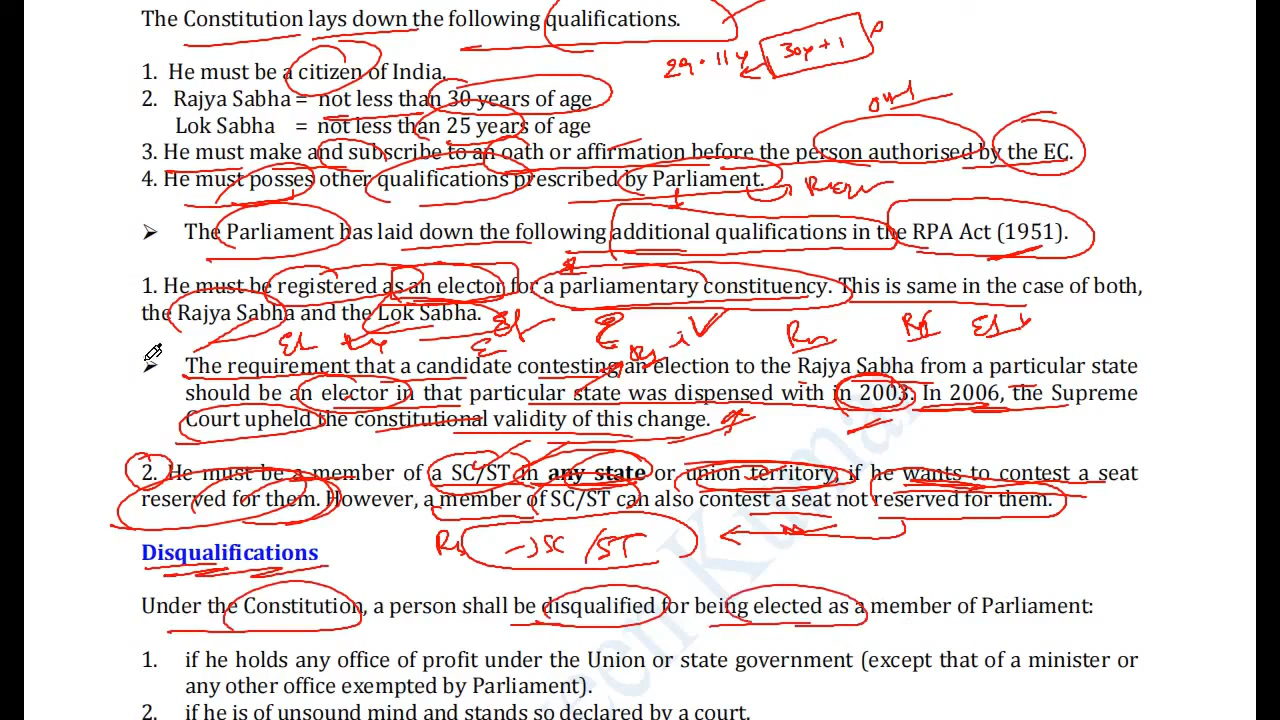 The Constitution lays down the following qualifications.
29.11y 30y+1
1. He must be a citizen of India.
2. Rajya Sabha = not less than 30 years of age
Lok Sabha = not less than 25 years of age
3. He must make and subscribe to an oath or affirmation before the person authorised by the EC.
4. He must posses other qualifications prescribed by Parliament.
➢ The Parliament has laid down the following additional qualifications in the RPA Act (1951).
1. He must be registered as an elector for a parliamentary constituency. This is same in the case of both,
the Rajya Sabha and the Lok Sabha.
➢ The requirement that a candidate contesting an election to the Rajya Sabha from a particular state
should be an elector in that particular state was dispensed with in 2003. In 2006, the Supreme
Court upheld the constitutional validity of this change.
2. He must be a member of a SC/ST in any state or union territory, if he wants to contest a seat
reserved for them. However, a member of SC/ST can also contest a seat not reserved for them.
Rs → SC / ST
Disqualifications
Under the Constitution, a person shall be disqualified for being elected as a member of Parliament:
1. if he holds any office of profit under the Union or state government (except that of a minister or
any other office exempted by Parliament).
2. if he is of unsound mind and stands so declared by a court.